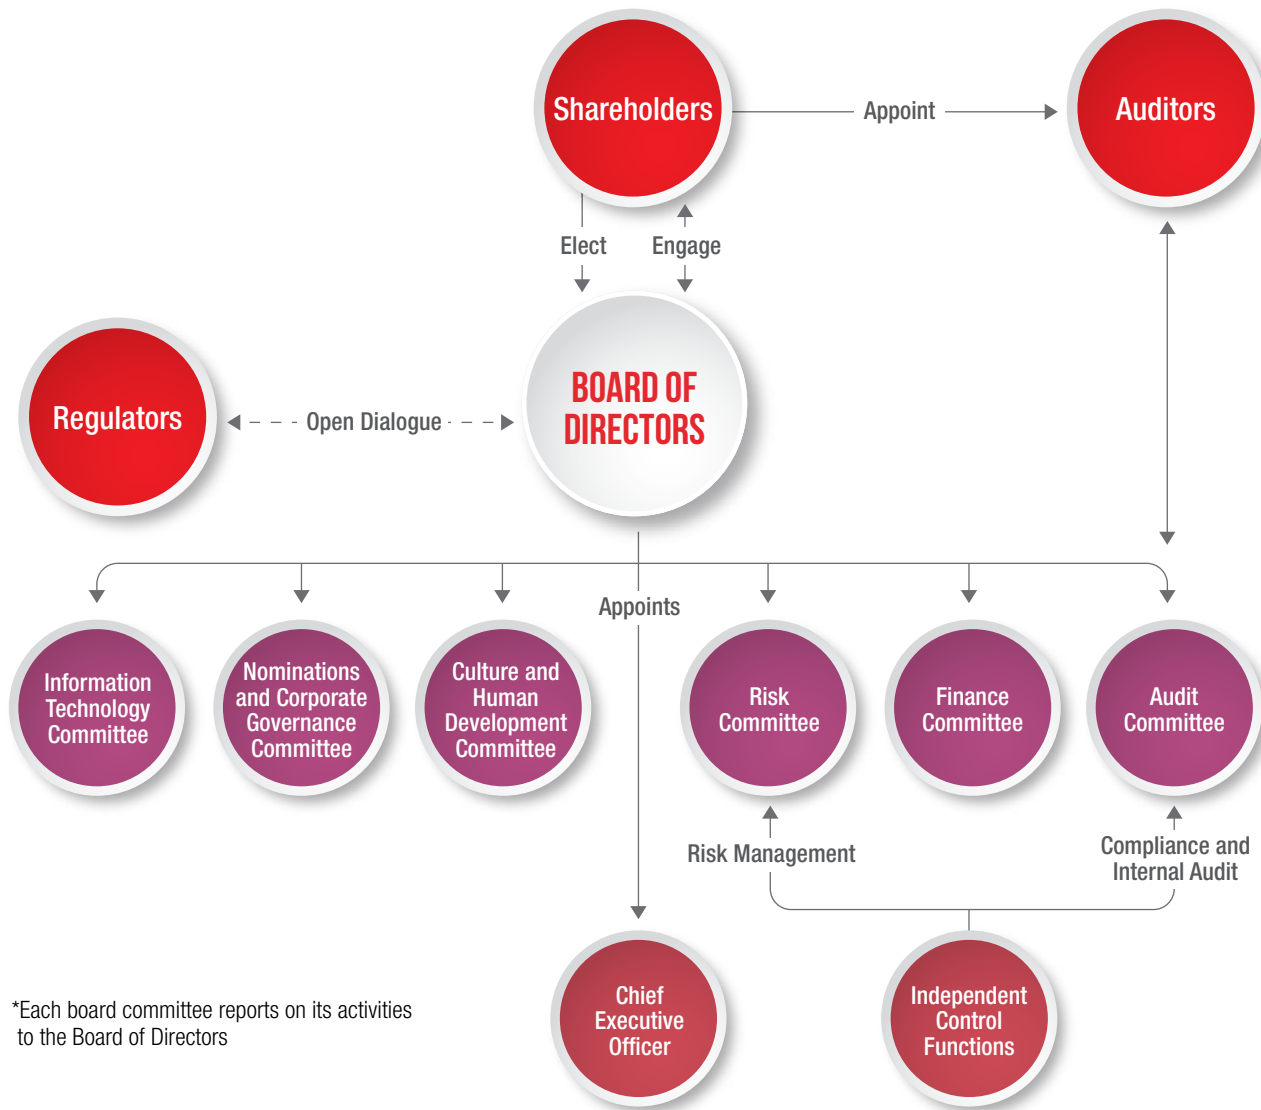 Shareholders
Appoint
Auditors
Elect
Engage
BOARD OF
DIRECTORS
Regulators
Open Dialogue
Appoints
Information
Technology
Committee
Nominations
and Corporate
Governance
Committee
Culture and
Human
Development
Committee
Risk
Committee
Finance
Committee
Audit
Committee
Risk Management
Compliance and
Internal Audit
Chief
Executive
Officer
Independent
Control
Functions
*Each board committee reports on its activities
to the Board of Directors